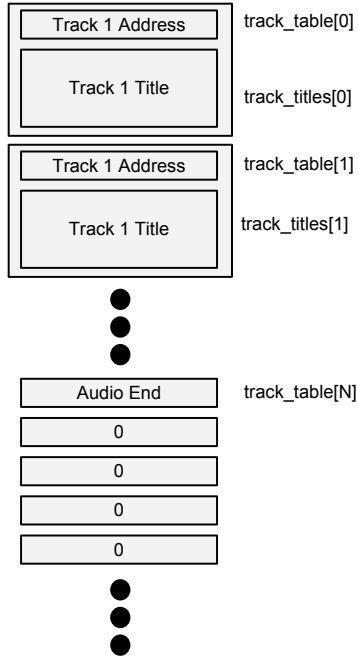 Track 1 Address
track_table[0]
Track 1 Title
track_titles[0]
Track 1 Address
track_table[1]
Track 1 Title
track_titles[1]
Audio End
track_table[N]
0
0
0
0